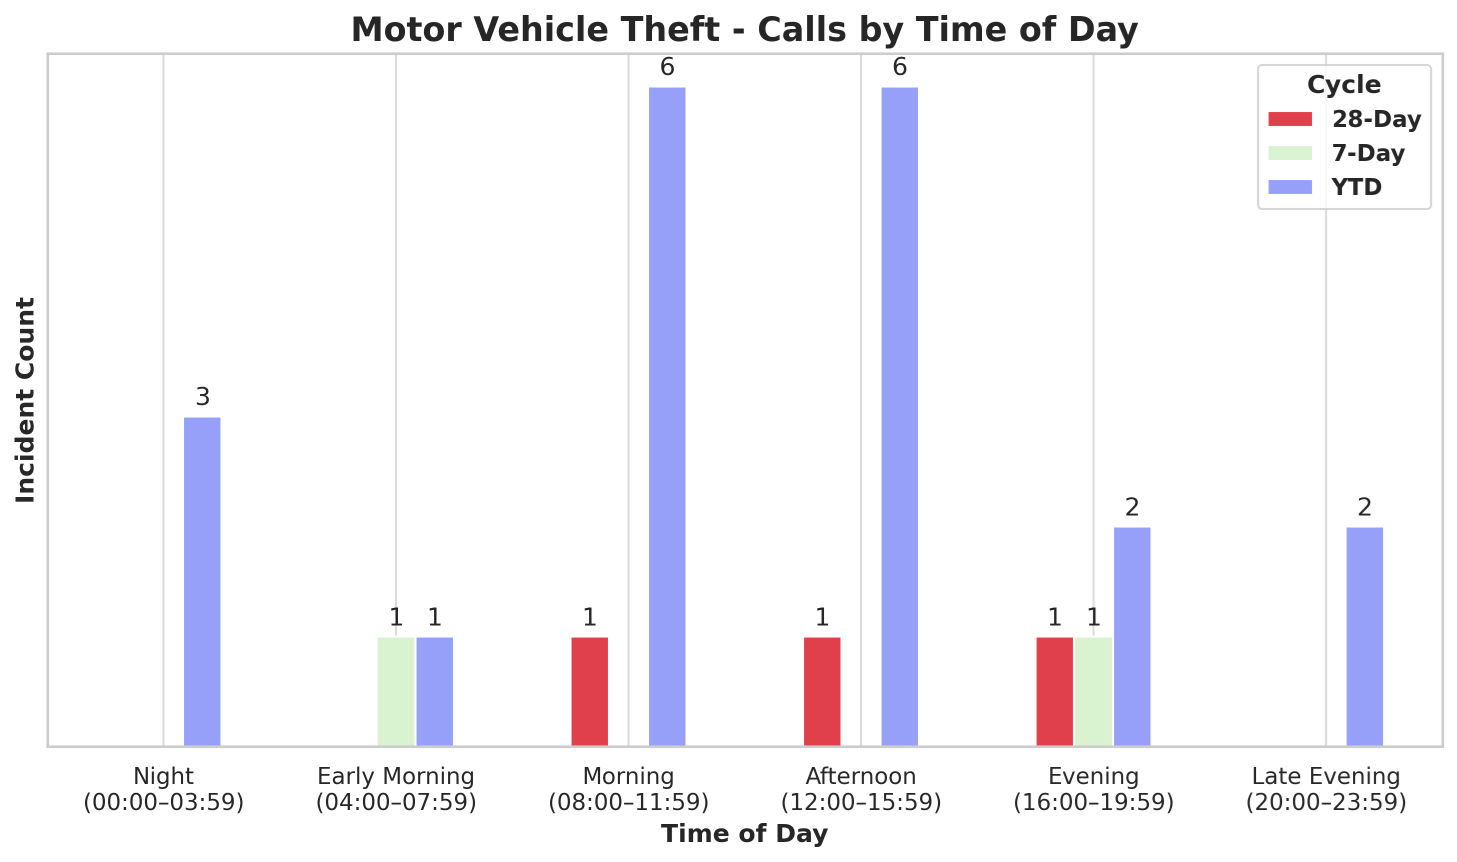 Motor Vehicle Theft - Calls by Time of Day
Incident Count
Cycle
28-Day
7-Day
YTD
3
1 1
1 6
1 6
1 1 2
2
Night
(00:00–03:59)
Early Morning
(04:00–07:59)
Morning
(08:00–11:59)
Afternoon
(12:00–15:59)
Evening
(16:00–19:59)
Late Evening
(20:00–23:59)
Time of Day